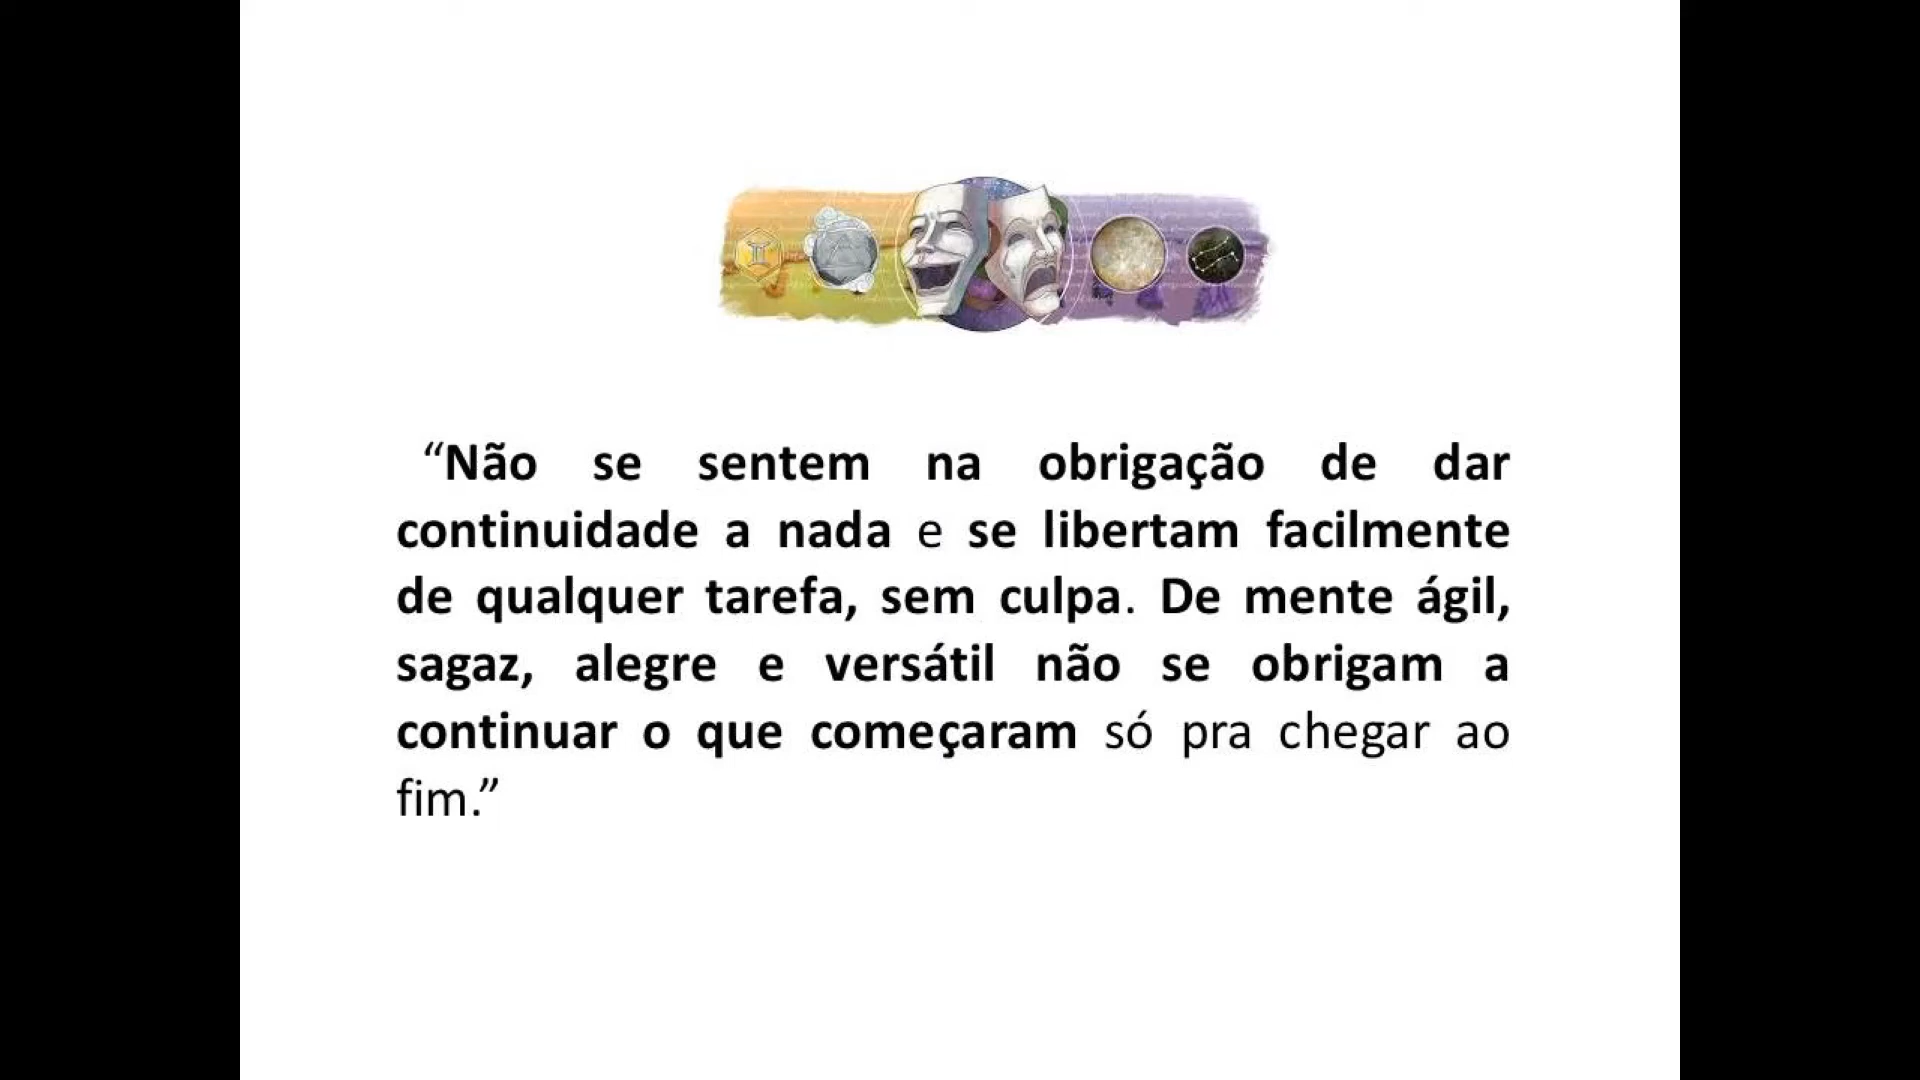 “Não se sentem na obrigação de dar
continuidade a nada e se libertam facilmente
de qualquer tarefa, sem culpa. De mente ágil,
sagaz, alegre e versátil não se obrigam a
continuar o que começaram só pra chegar ao
fim.”